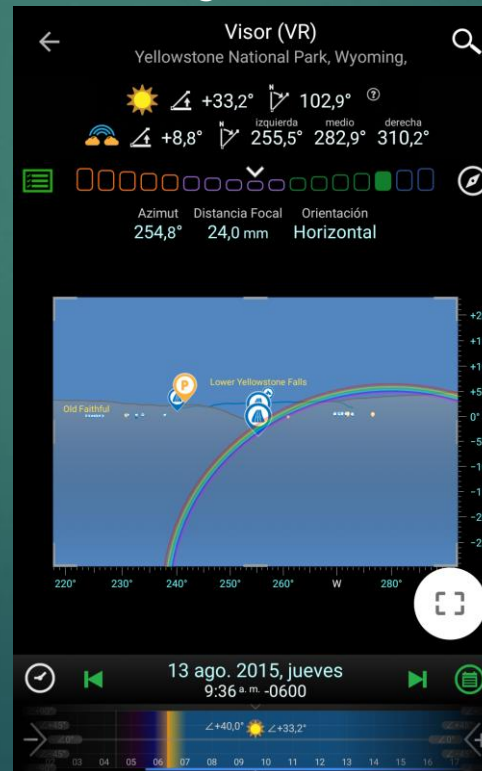 Visor (VR)
Yellowstone National Park, Wyoming,
+33,2° 102,9° ?
izquierda medio derecha
+8,8° 255,5° 282,9° 310,2°
Azimut Distancia Focal Orientación
254,8° 24,0 mm Horizontal
P
Lower Yellowstone Falls
Old Faithful
+5
0°
-5
220° 230° 240° 250° 260° W 280°
13 ago. 2015, jueves
9:36 a. m. -0600
∠+40,0° ∠+33,2°
03 04 05 06 07 08 09 10 11 12 13 14 15 16